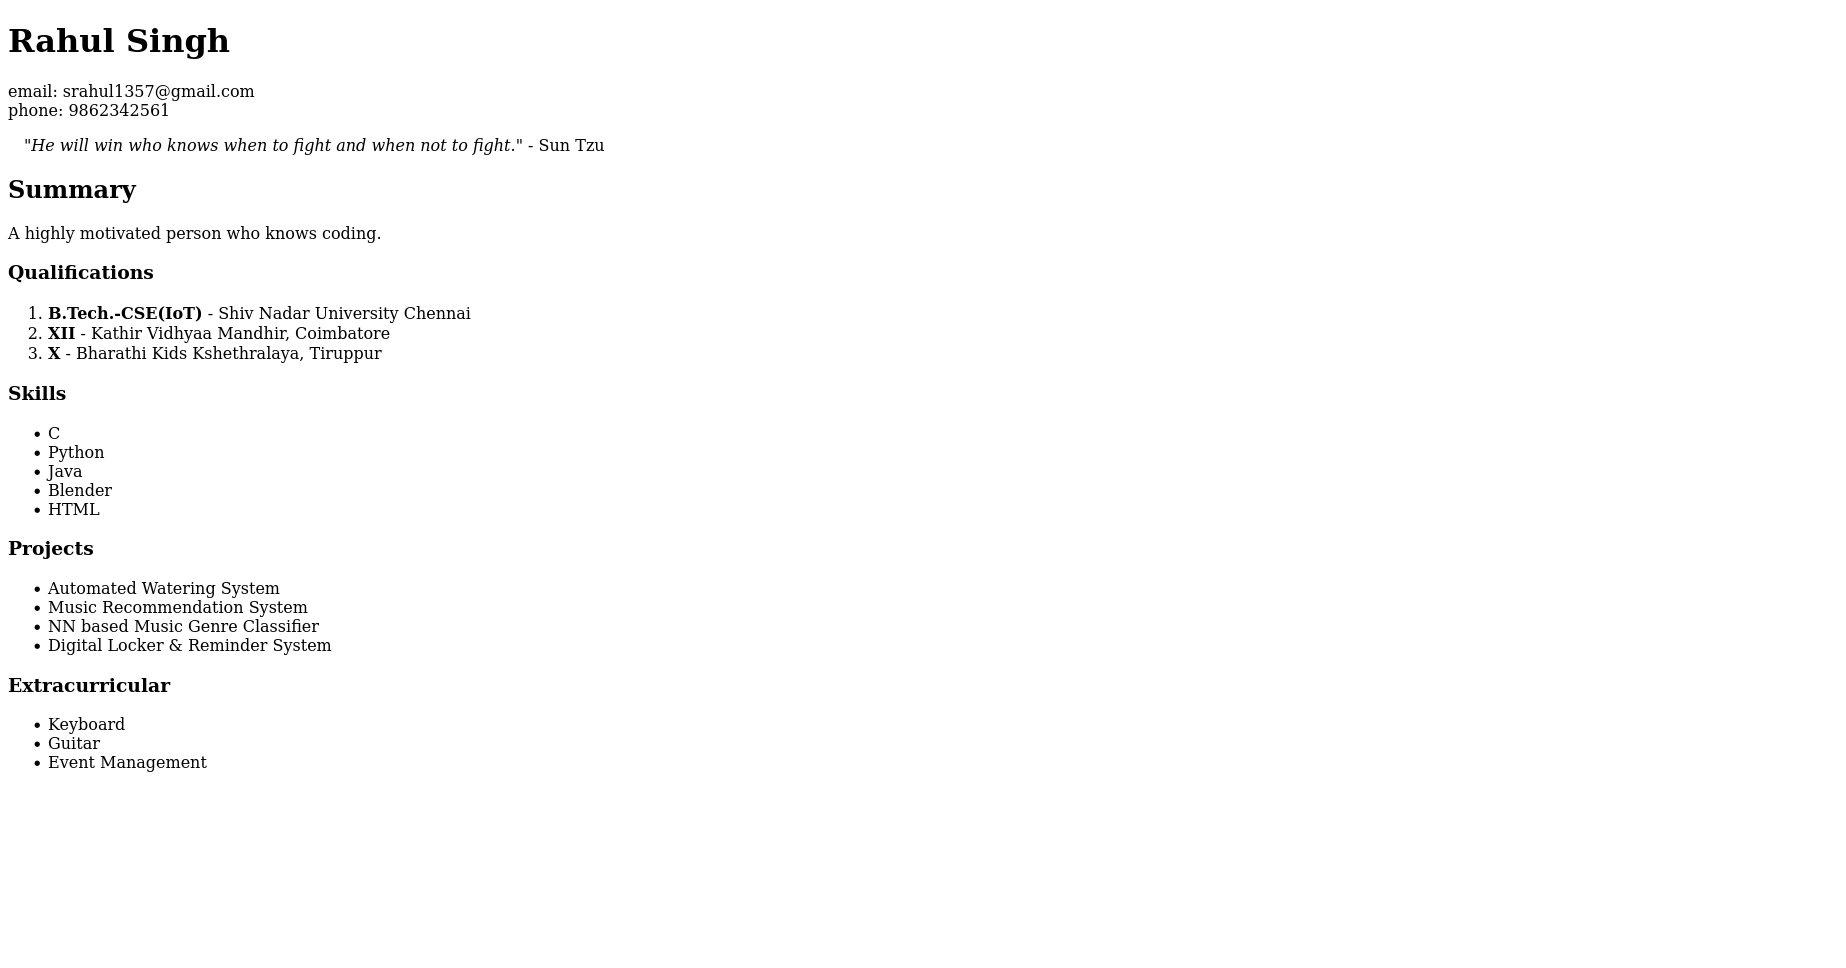 Rahul Singh
email: srahul1357@gmail.com
phone: 9862342561
"He will win who knows when to fight and when not to fight." - Sun Tzu
Summary
A highly motivated person who knows coding.
Qualifications
1. B.Tech.-CSE(IoT) - Shiv Nadar University Chennai
2. XII - Kathir Vidhyaa Mandhir, Coimbatore
3. X - Bharathi Kids Kshethralaya, Tiruppur
Skills
• C
• Python
• Java
• Blender
• HTML
Projects
• Automated Watering System
• Music Recommendation System
• NN based Music Genre Classifier
• Digital Locker & Reminder System
Extracurricular
• Keyboard
• Guitar
• Event Management